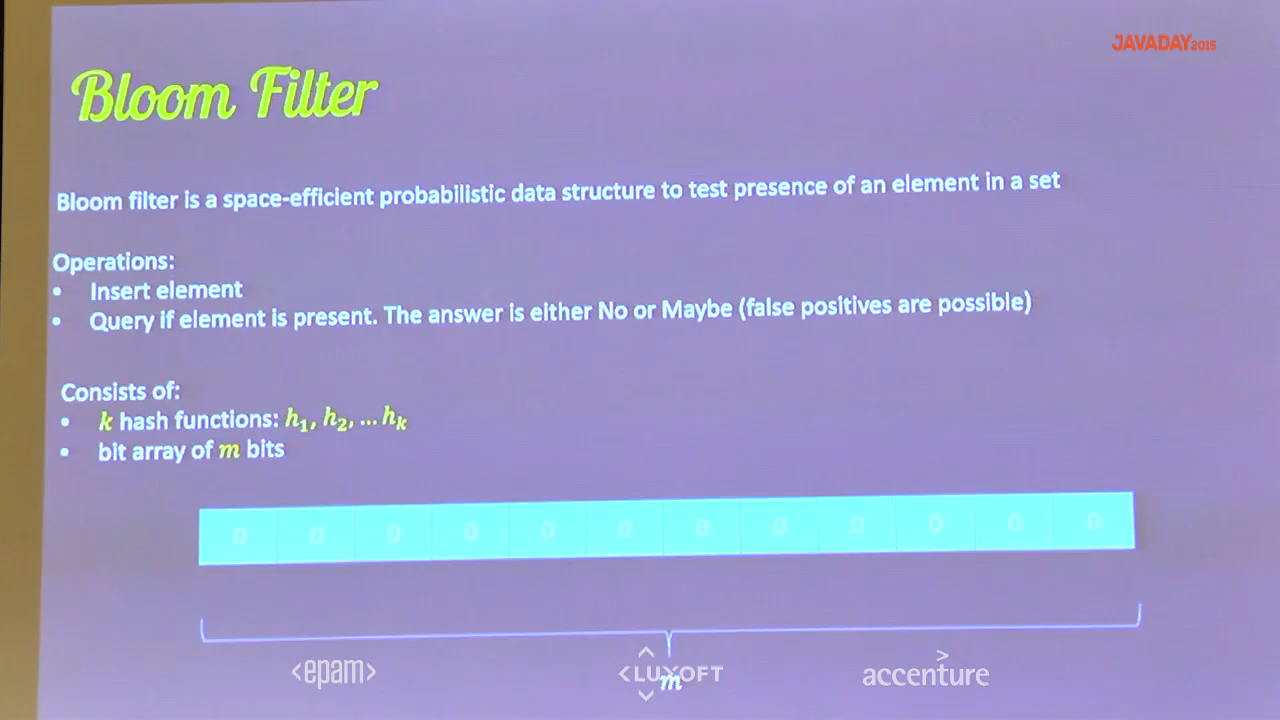 JAVADAY2015
Bloom Filter
Bloom filter is a space-efficient probabilistic data structure to test presence of an element in a set
Operations:
• Insert element
• Query if element is present. The answer is either No or Maybe (false positives are possible)
Consists of:
• k hash functions: h₁, h₂, ... hₖ
• bit array of m bits
0 0 0 0 0 0 0 0 0 0 0 0
m
<epam>
<LUXOFT
accenture